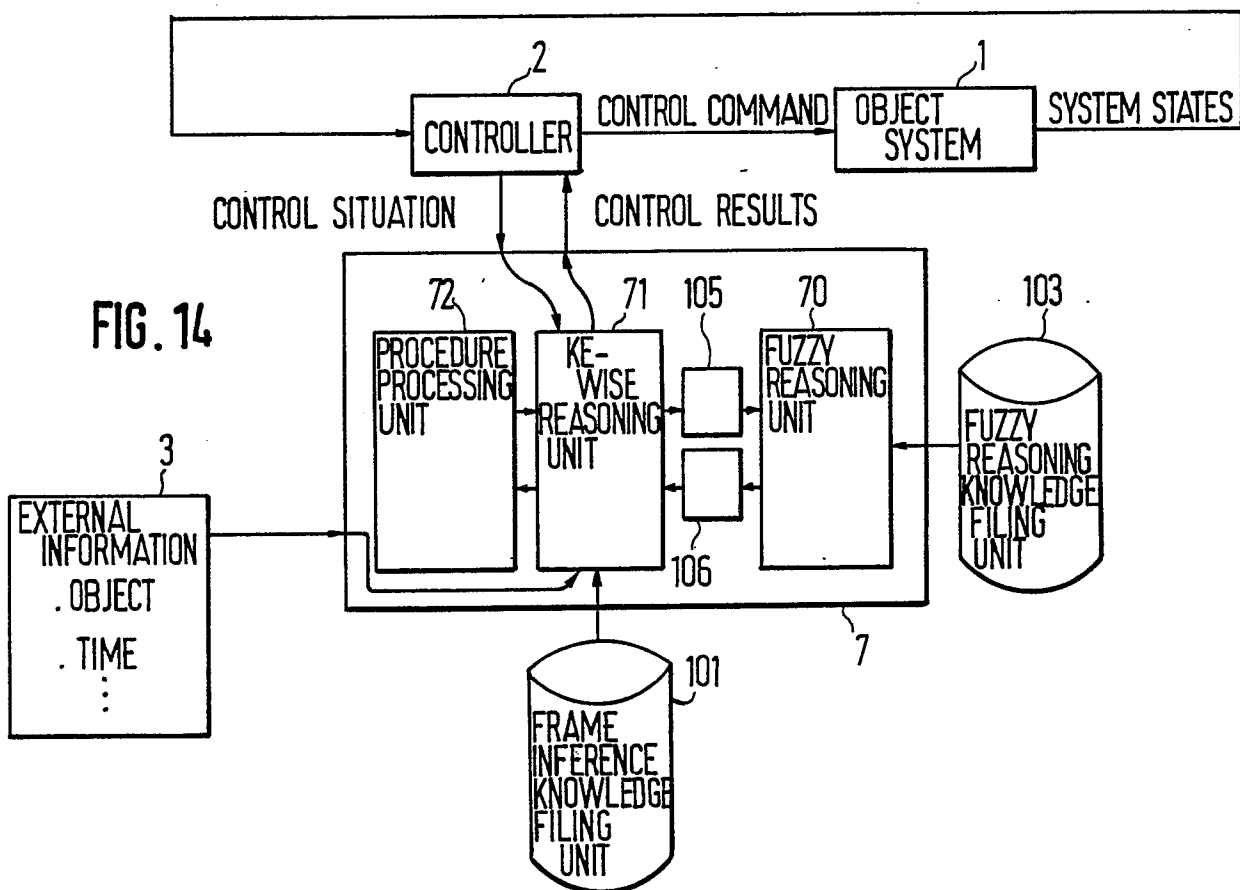 2
1
CONTROLLER
CONTROL COMMAND
OBJECT
SYSTEM
SYSTEM STATES
CONTROL SITUATION
CONTROL RESULTS
FIG. 14
72
71
105
70
103
PROCEDURE
PROCESSING
UNIT
KE-
WISE
REASONING
UNIT
FUZZY
REASONING
UNIT
FUZZY
REASONING
KNOWLEDGE
FILING
UNIT
3
EXTERNAL
INFORMATION
. OBJECT
. TIME
106
7
101
FRAME
INFERENCE
KNOWLEDGE
FILING
UNIT